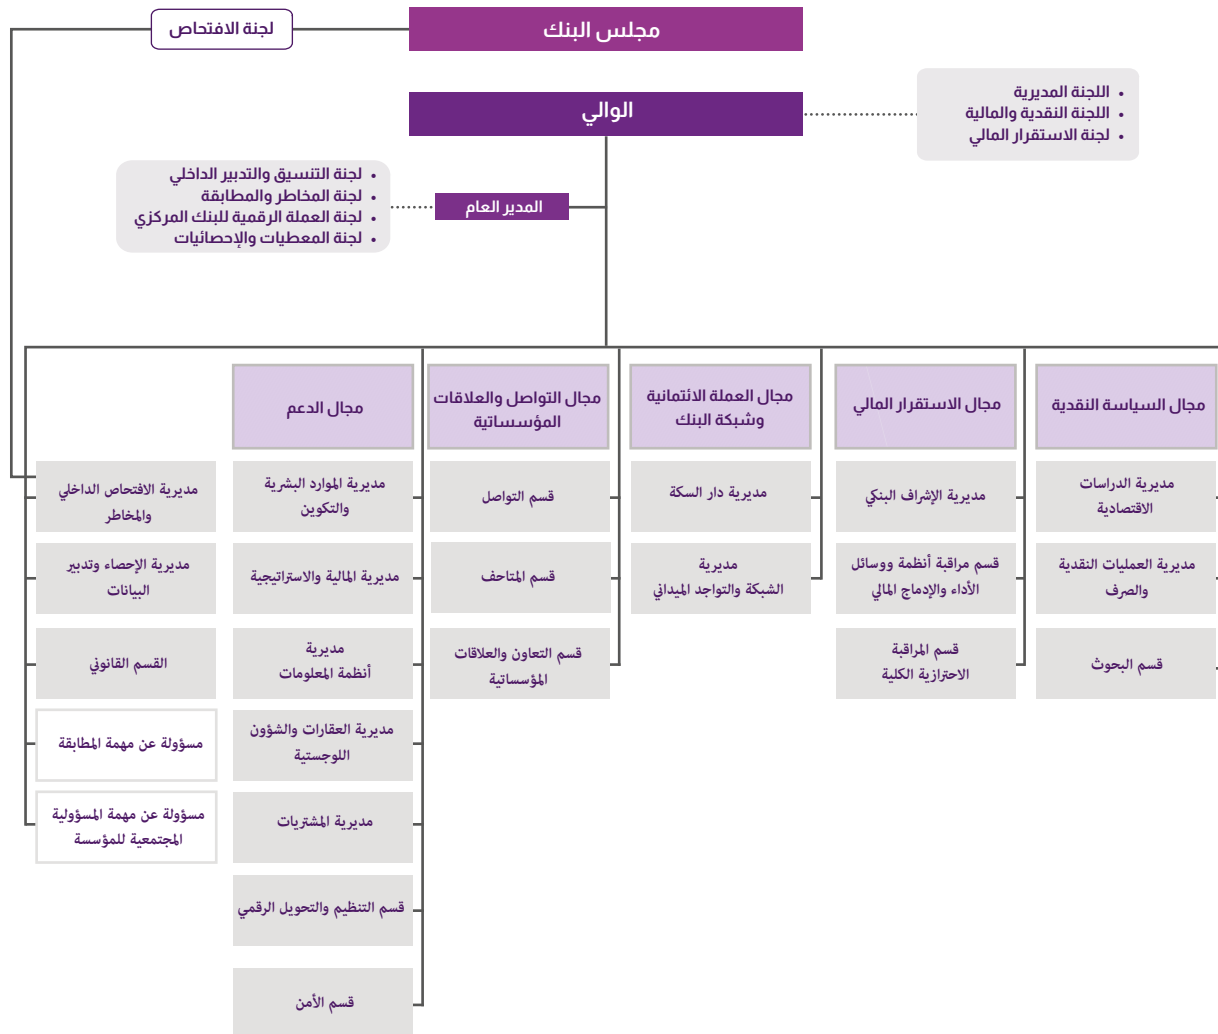 مجلس البنك
لجنة الافتحاص
الوالي
• اللجنة المديرية
• اللجنة النقدية والمالية
• لجنة الاستقرار المالي
المدير العام
• لجنة التنسيق والتدبير الداخلي
• لجنة المخاطر والمطابقة
• لجنة العملة الرقمية للبنك المركزي
• لجنة المعطيات والإحصائيات
مجال السياسة النقدية
مديرية الدراسات
الاقتصادية
مديرية العمليات النقدية
والصرف
قسم البحوث
مجال الاستقرار المالي
مديرية الإشراف البنكي
قسم مراقبة أنظمة ووسائل
الأداء والإدماج المالي
قسم المراقبة
الاحترازية الكلية
مجال العملة الائتمانية
وشبكة البنك
مديرية دار السكة
مديرية
الشبكة والتواجد الميداني
مجال التواصل والعلاقات
المؤسساتية
قسم التواصل
قسم المتاحف
قسم التعاون والعلاقات
المؤسساتية
مجال الدعم
مديرية الموارد البشرية
والتكوين
مديرية المالية والاستراتيجية
مديرية
أنظمة المعلومات
مديرية العقارات والشؤون
اللوجستية
مديرية المشتريات
قسم التنظيم والتحويل الرقمي
قسم الأمن
مديرية الافتحاص الداخلي
والمخاطر
مديرية الإحصاء وتدبير
البيانات
القسم القانوني
مسؤولة عن مهمة المطابقة
مسؤولة عن مهمة المسؤولية
المجتمعية للمؤسسة